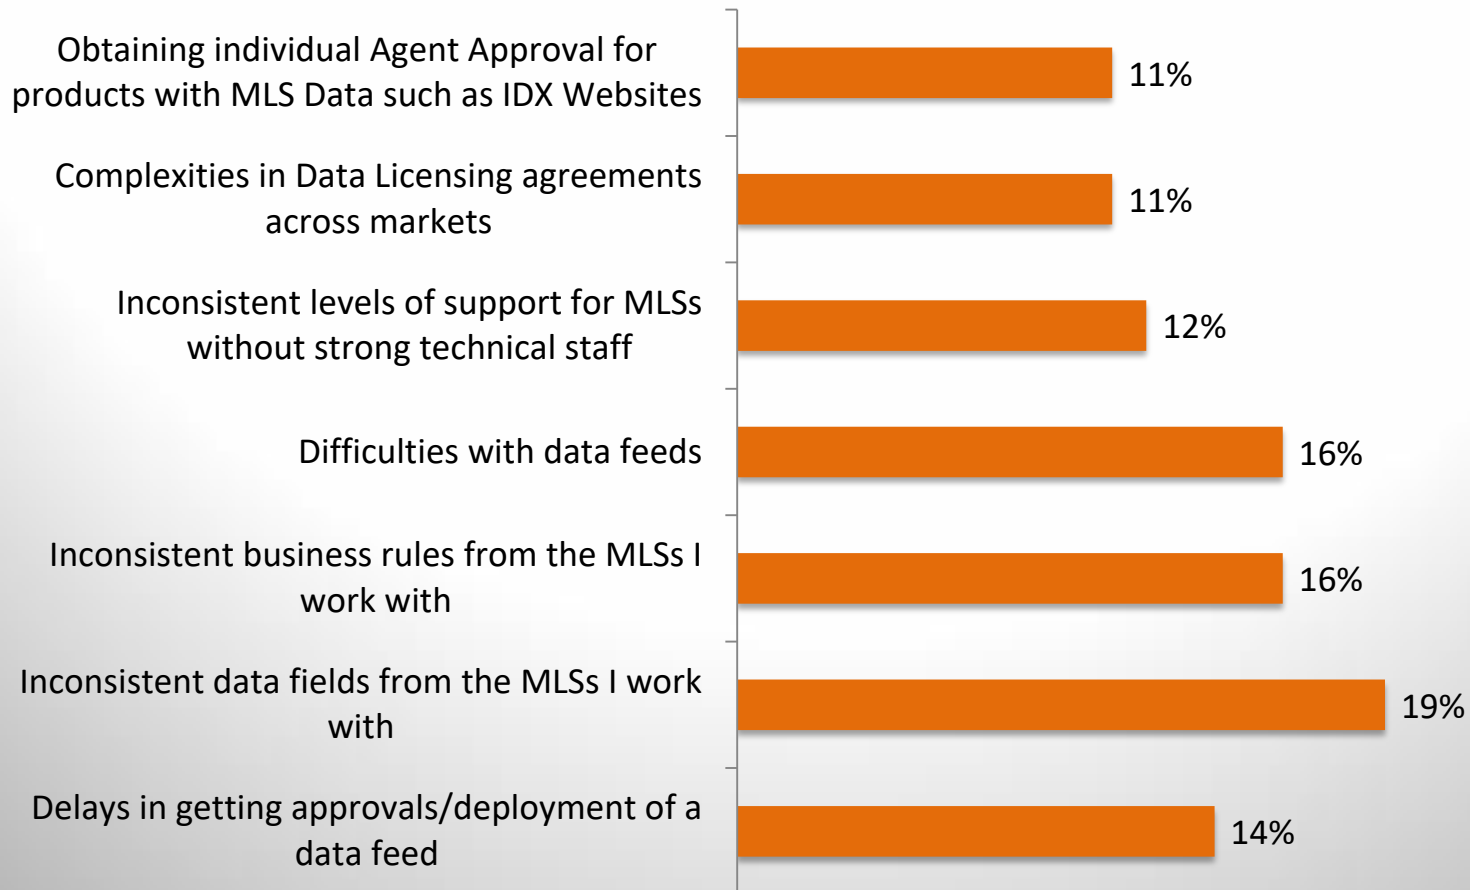 Obtaining individual Agent Approval for
products with MLS Data such as IDX Websites
11%
Complexities in Data Licensing agreements
across markets
11%
Inconsistent levels of support for MLSs
without strong technical staff
12%
Difficulties with data feeds
16%
Inconsistent business rules from the MLSs I
work with
16%
Inconsistent data fields from the MLSs I work
with
19%
Delays in getting approvals/deployment of a
data feed
14%